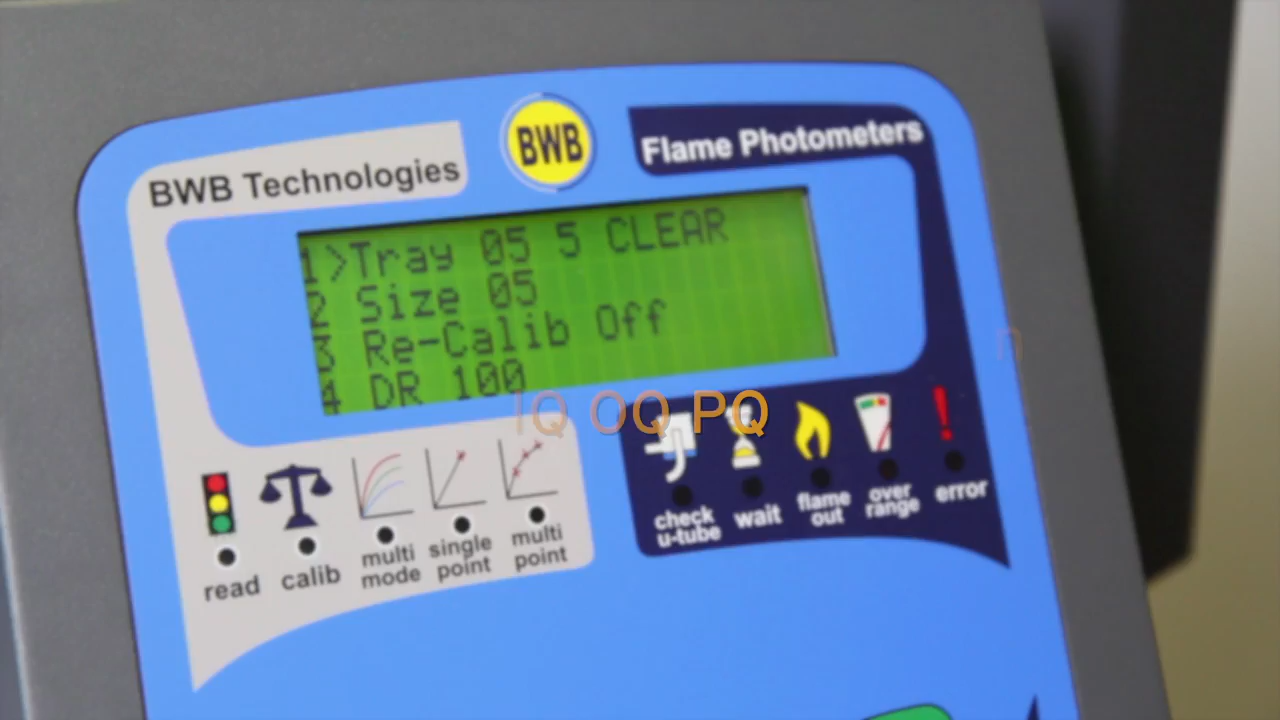 BWB Technologies
BWB
Flame Photometers
1>Tray 05 5 CLEAR
2 Size 05
3 Re-Calib Off
4 DR 100
IQ OQ PQ
n
read
calib
multi
mode
single
point
multi
point
check
u-tube
wait
flame
out
over
range
error